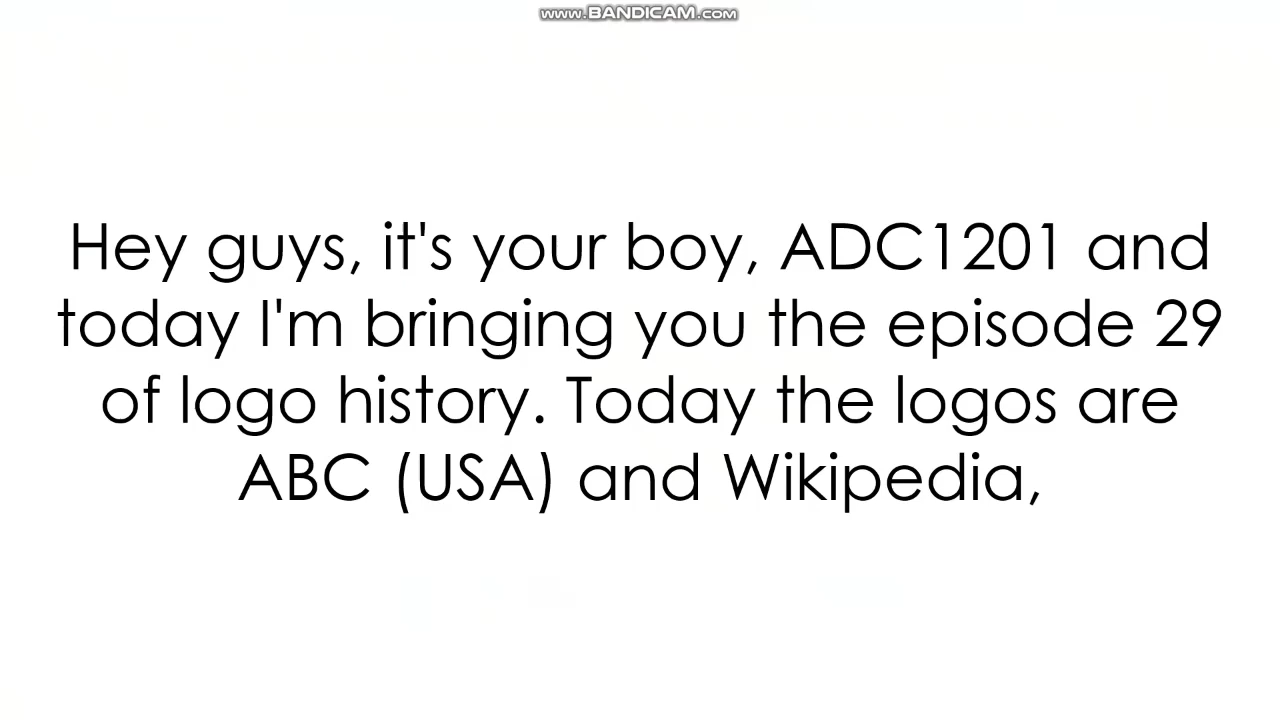 www.BANDICAM.com
Hey guys, it's your boy, ADC1201 and
today I'm bringing you the episode 29
of logo history. Today the logos are
ABC (USA) and Wikipedia,